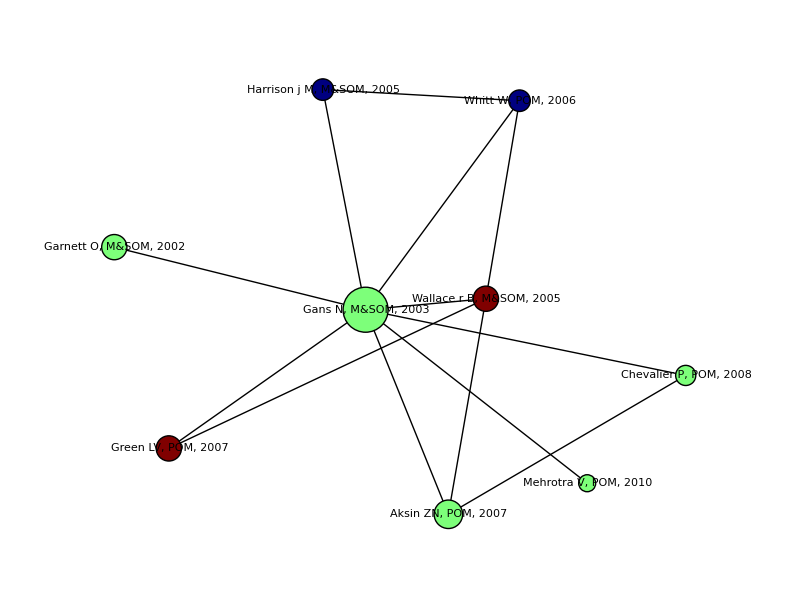 Harrison j M, M&SOM, 2005
Whitt W, POM, 2006
Garnett O, M&SOM, 2002
Wallace r B, M&SOM, 2005
Gans N, M&SOM, 2003
Chevalier P, POM, 2008
Green LV, POM, 2007
Mehrotra V, POM, 2010
Aksin ZN, POM, 2007